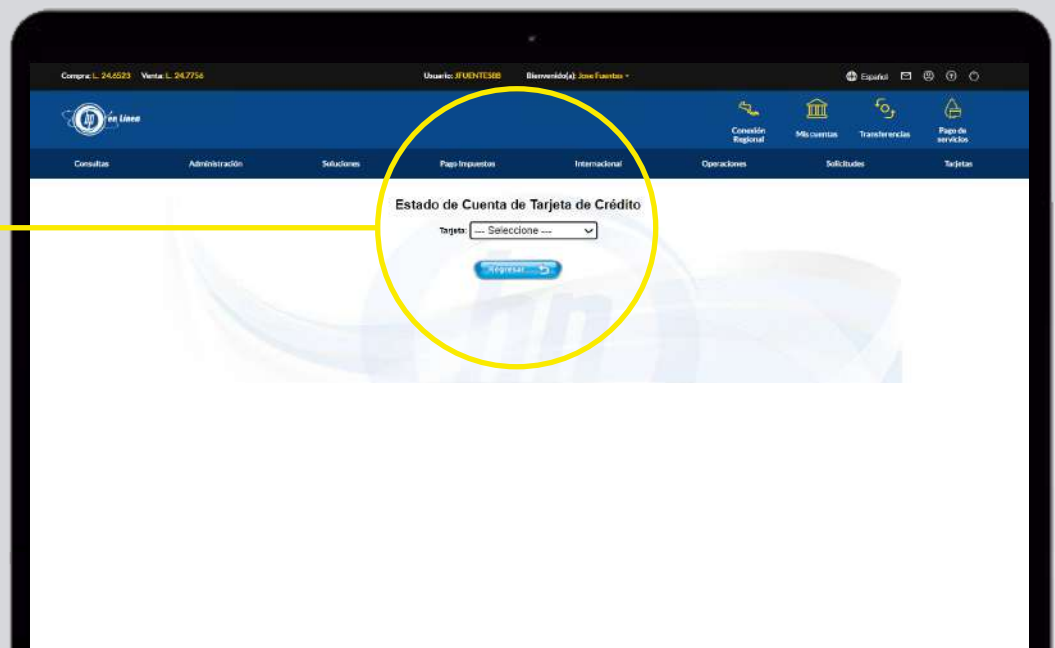 Compra: L. 24.6523 Venta: L. 24.7756 Usuario: JFUENTES88 Bienvenido(a): Jose Fuentes Español
bp en Línea
Conexión Regional Mis cuentas Transferencias Pago de servicios
Consultas Administración Soluciones Pago Impuestos Internacional Operaciones Solicitudes Tarjetas
Estado de Cuenta de Tarjeta de Crédito
Tarjeta: --- Seleccione ---
Regresar